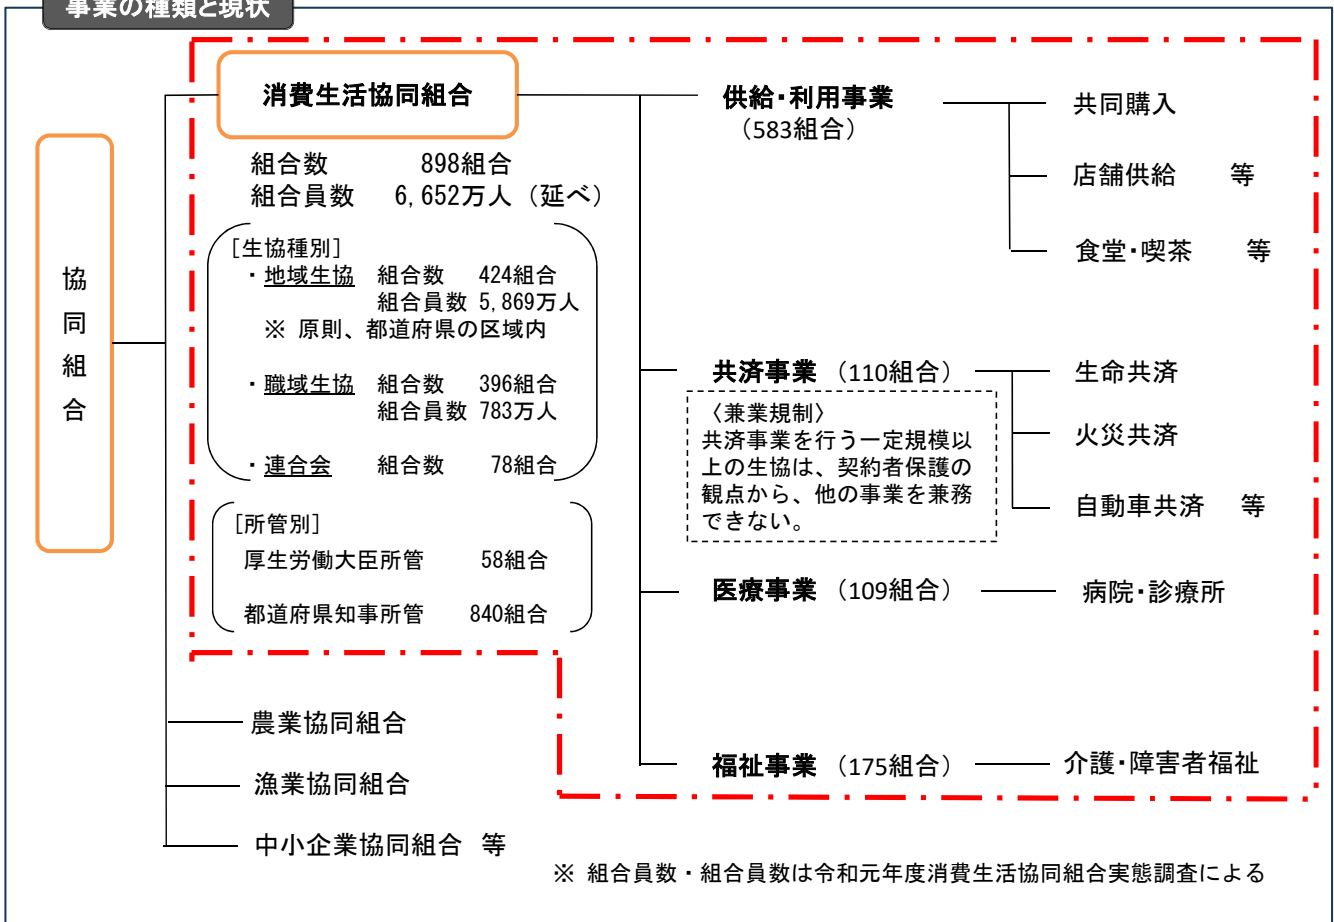 事業の種類と現状
協同組合
消費生活協同組合
組合数 898組合
組合員数 6,652万人（延べ）
［生協種別］
・地域生協 組合数 424組合
組合員数 5,869万人
※ 原則、都道府県の区域内
・職域生協 組合数 396組合
組合員数 783万人
・連合会 組合数 78組合
［所管別］
厚生労働大臣所管 58組合
都道府県知事所管 840組合
農業協同組合
漁業協同組合
中小企業協同組合 等
供給・利用事業
（583組合）
共同購入
店舗供給 等
食堂・喫茶 等
共済事業（110組合）
〈兼業規制〉
共済事業を行う一定規模以
上の生協は、契約者保護の
観点から、他の事業を兼務
できない。
生命共済
火災共済
自動車共済 等
医療事業（109組合）
病院・診療所
福祉事業（175組合）
介護・障害者福祉
※ 組合員数・組合員数は令和元年度消費生活協同組合実態調査による